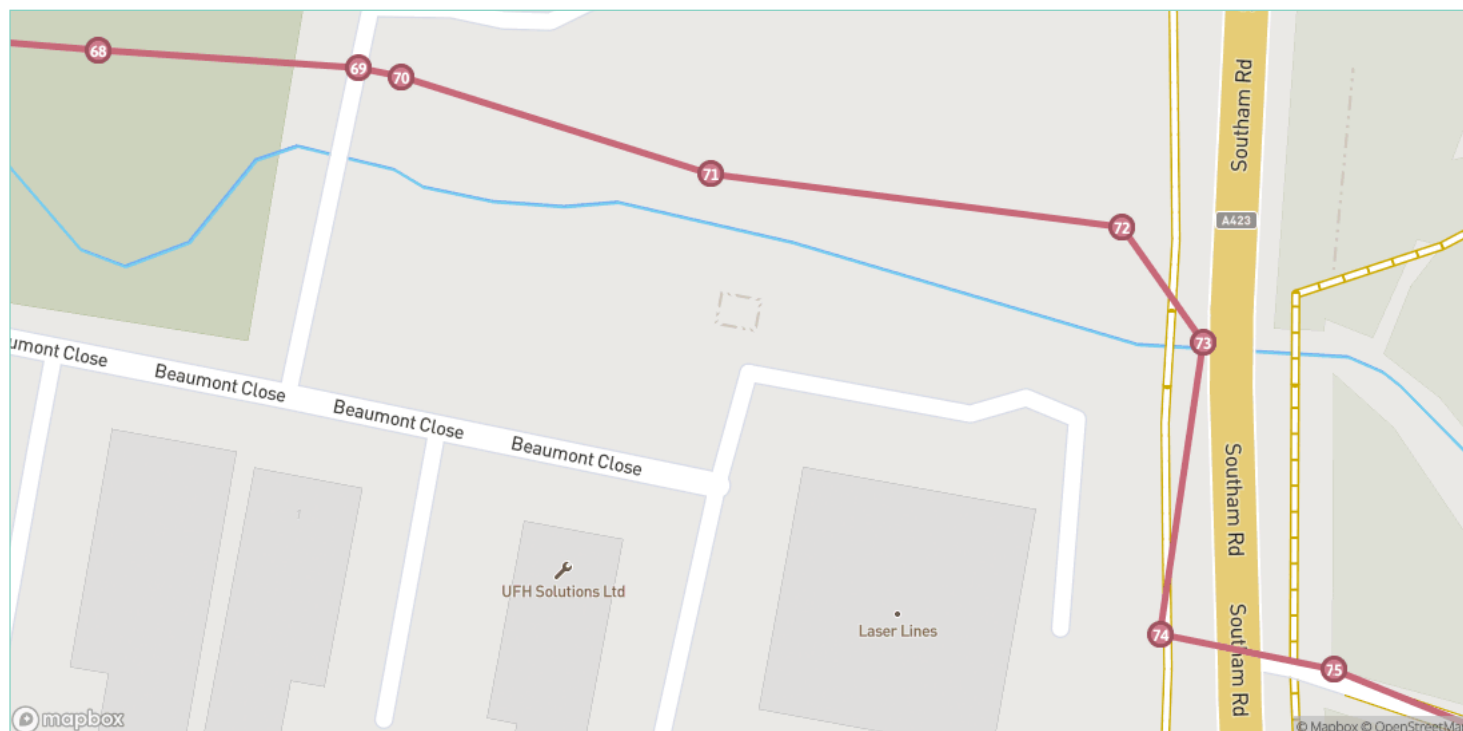 68
69
70
71
72
73
74
75
Southam Rd
A423
Southam Rd
Southam Rd
umont Close
Beaumont Close
Beaumont Close
Beaumont Close
1
UFH Solutions Ltd
Laser Lines
mapbox
© Mapbox © OpenStreetMa